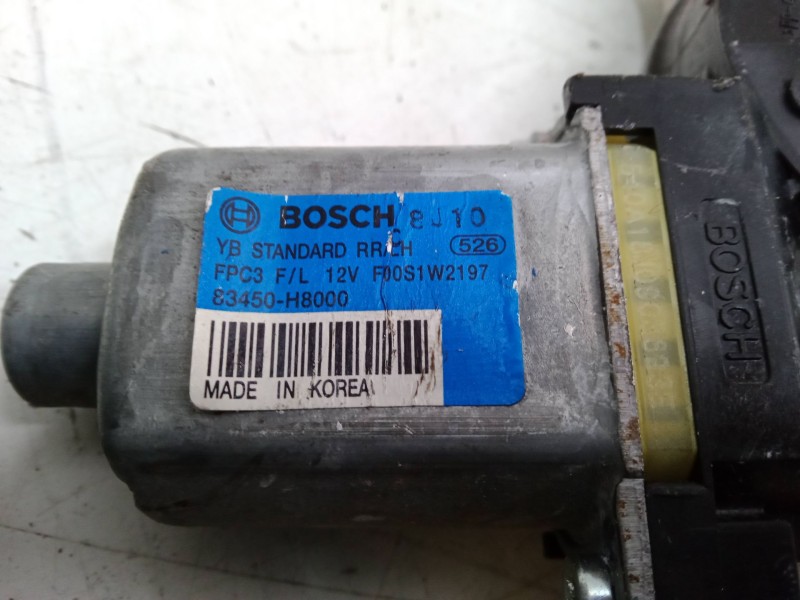 BOSCH 8J10
YB STANDARD RR/LH 526
FPC3 F/L 12V F00S1W2197
83450-H8000
MADE IN KOREA
BOSCH